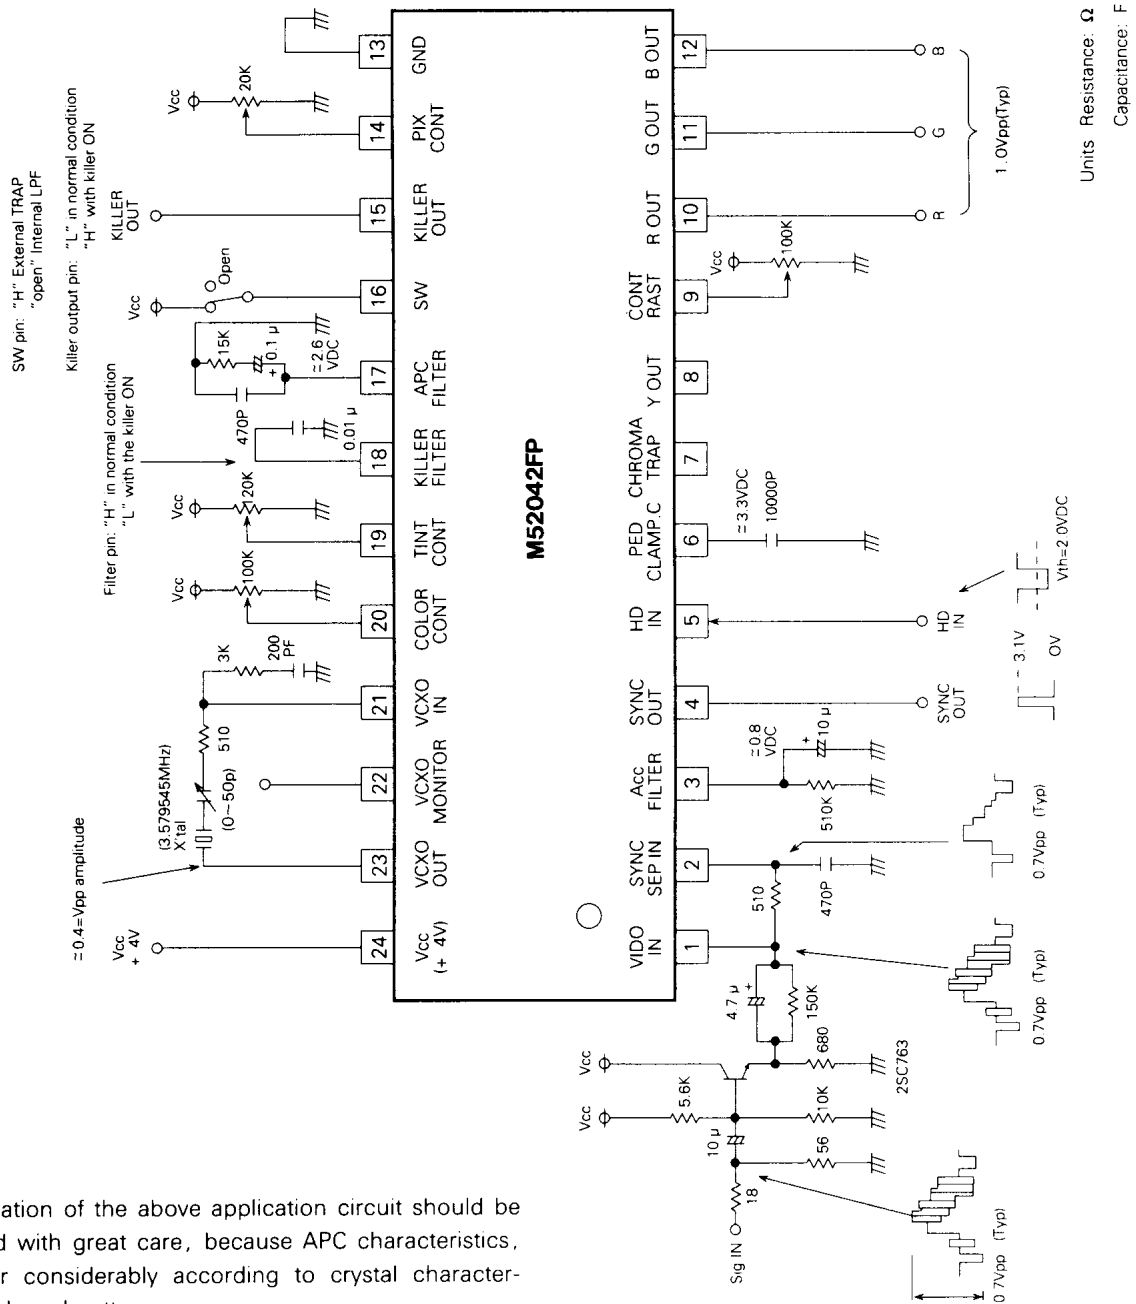 SW pin: "H" External TRAP
"open" Internal LPF
Killer output pin: "L" in normal condition
"H" with killer ON
Filter pin: "H" in normal condition
"L" with the killer ON
≈0.4=Vpp amplitude
Vcc
+ 4V
(3.579545MHz)
X'tal
(0~50p)
510
3K
200
PF
Vcc
100K
Vcc
120K
0.01 μ
470P
15K
+ 0.1 μ
≈2.6
VDC
Vcc
Open
KILLER
OUT
Vcc
20K
24
23
22
21
20
19
18
17
16
15
14
13
Vcc
(+ 4V)
VCXO
OUT
VCXO
MONITOR
VCXO
IN
COLOR
CONT
TINT
CONT
KILLER
FILTER
APC
FILTER
SW
KILLER
OUT
PIX
CONT
GND
M52042FP
VIDO
IN
SYNC
SEP IN
Acc
FILTER
SYNC
OUT
HD
IN
PED
CLAMP.C
CHROMA
TRAP
Y OUT
CONT
RAST
R OUT
G OUT
B OUT
1
2
3
4
5
6
7
8
9
10
11
12
Sig IN
18
56
10 μ
Vcc
5.6K
10K
Vcc
680
2SC763
4.7 μ
+
150K
510
470P
≈0.8
VDC
510K
+
10 μ
SYNC
OUT
HD
IN
≈3.3VDC
10000P
Vcc
100K
R
G
B
1.0Vpp(Typ)
0.7Vpp (Typ)
0.7Vpp (Typ)
0.7Vpp (Typ)
3.1V
0V
Vth=2.0VDC
Units Resistance: Ω
Capacitance: F
ation of the above application circuit should be
d with great care, because APC characteristics,
r considerably according to crystal character-